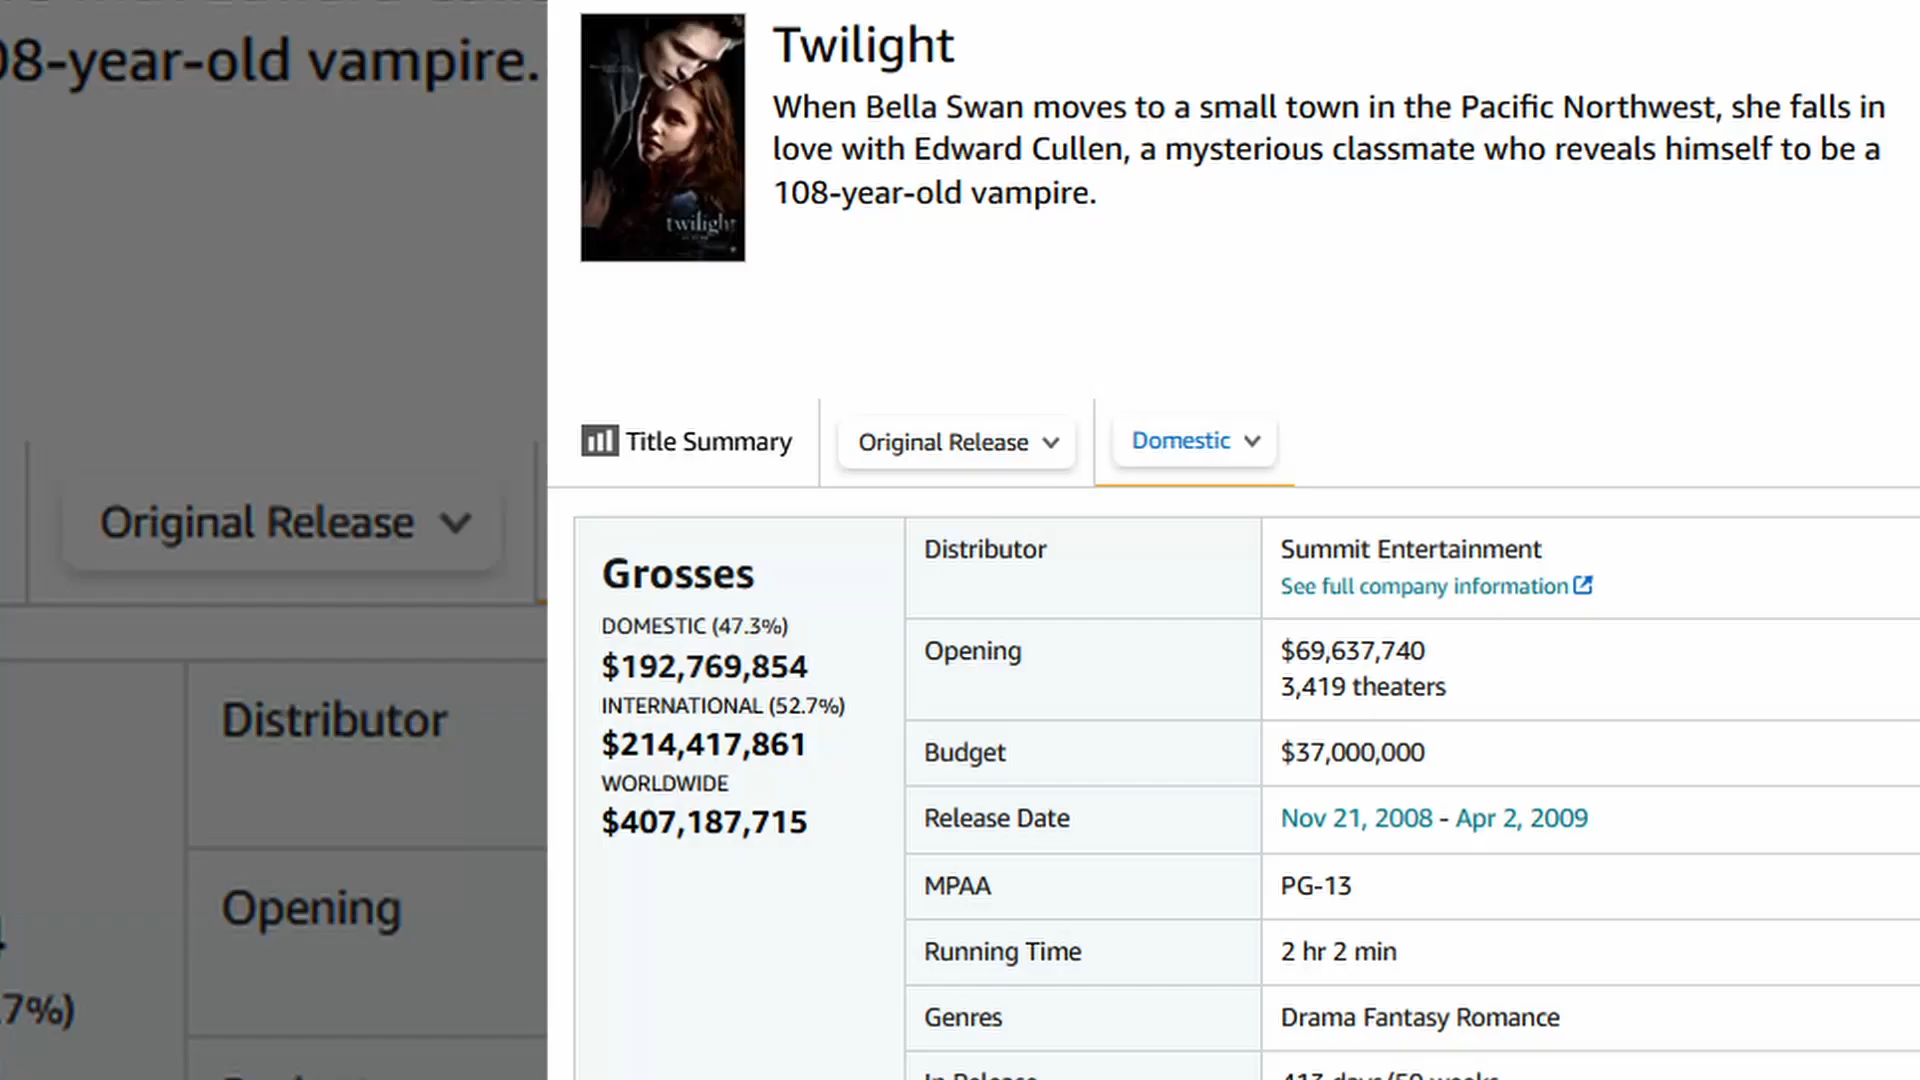 08-year-old vampire.
Original Release
Distributor
Opening
.7%)
twilight
Twilight
When Bella Swan moves to a small town in the Pacific Northwest, she falls in
love with Edward Cullen, a mysterious classmate who reveals himself to be a
108-year-old vampire.
Title Summary
Original Release
Domestic
Grosses
DOMESTIC (47.3%)
$192,769,854
INTERNATIONAL (52.7%)
$214,417,861
WORLDWIDE
$407,187,715
Distributor
Summit Entertainment
See full company information
Opening
$69,637,740
3,419 theaters
Budget
$37,000,000
Release Date
Nov 21, 2008 - Apr 2, 2009
MPAA
PG-13
Running Time
2 hr 2 min
Genres
Drama Fantasy Romance
In Release